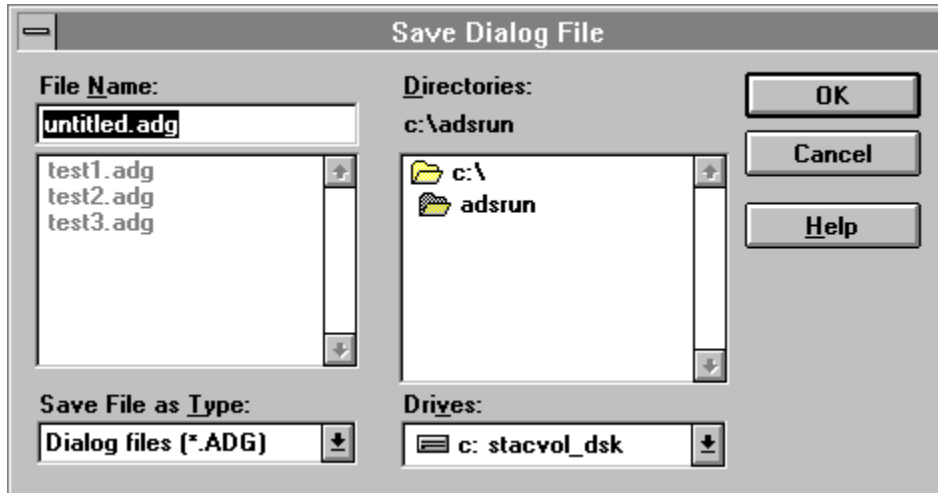 Save Dialog File
File Name:
untitled.adg
test1.adg
test2.adg
test3.adg
Save File as Type:
Dialog files (*.ADG)
Directories:
c:\adsrun
c:\
adsrun
Drives:
c: stacvol_dsk
OK
Cancel
Help